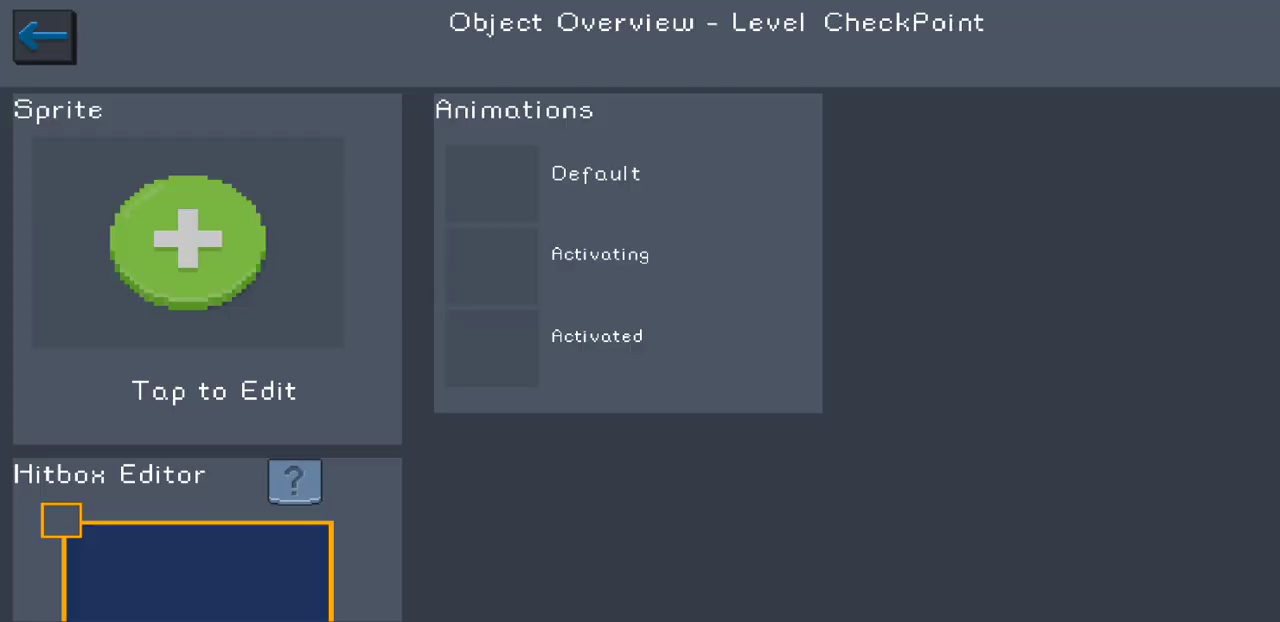 Object Overview - Level CheckPoint
Sprite
Tap to Edit
Animations
Default
Activating
Activated
Hitbox Editor
?